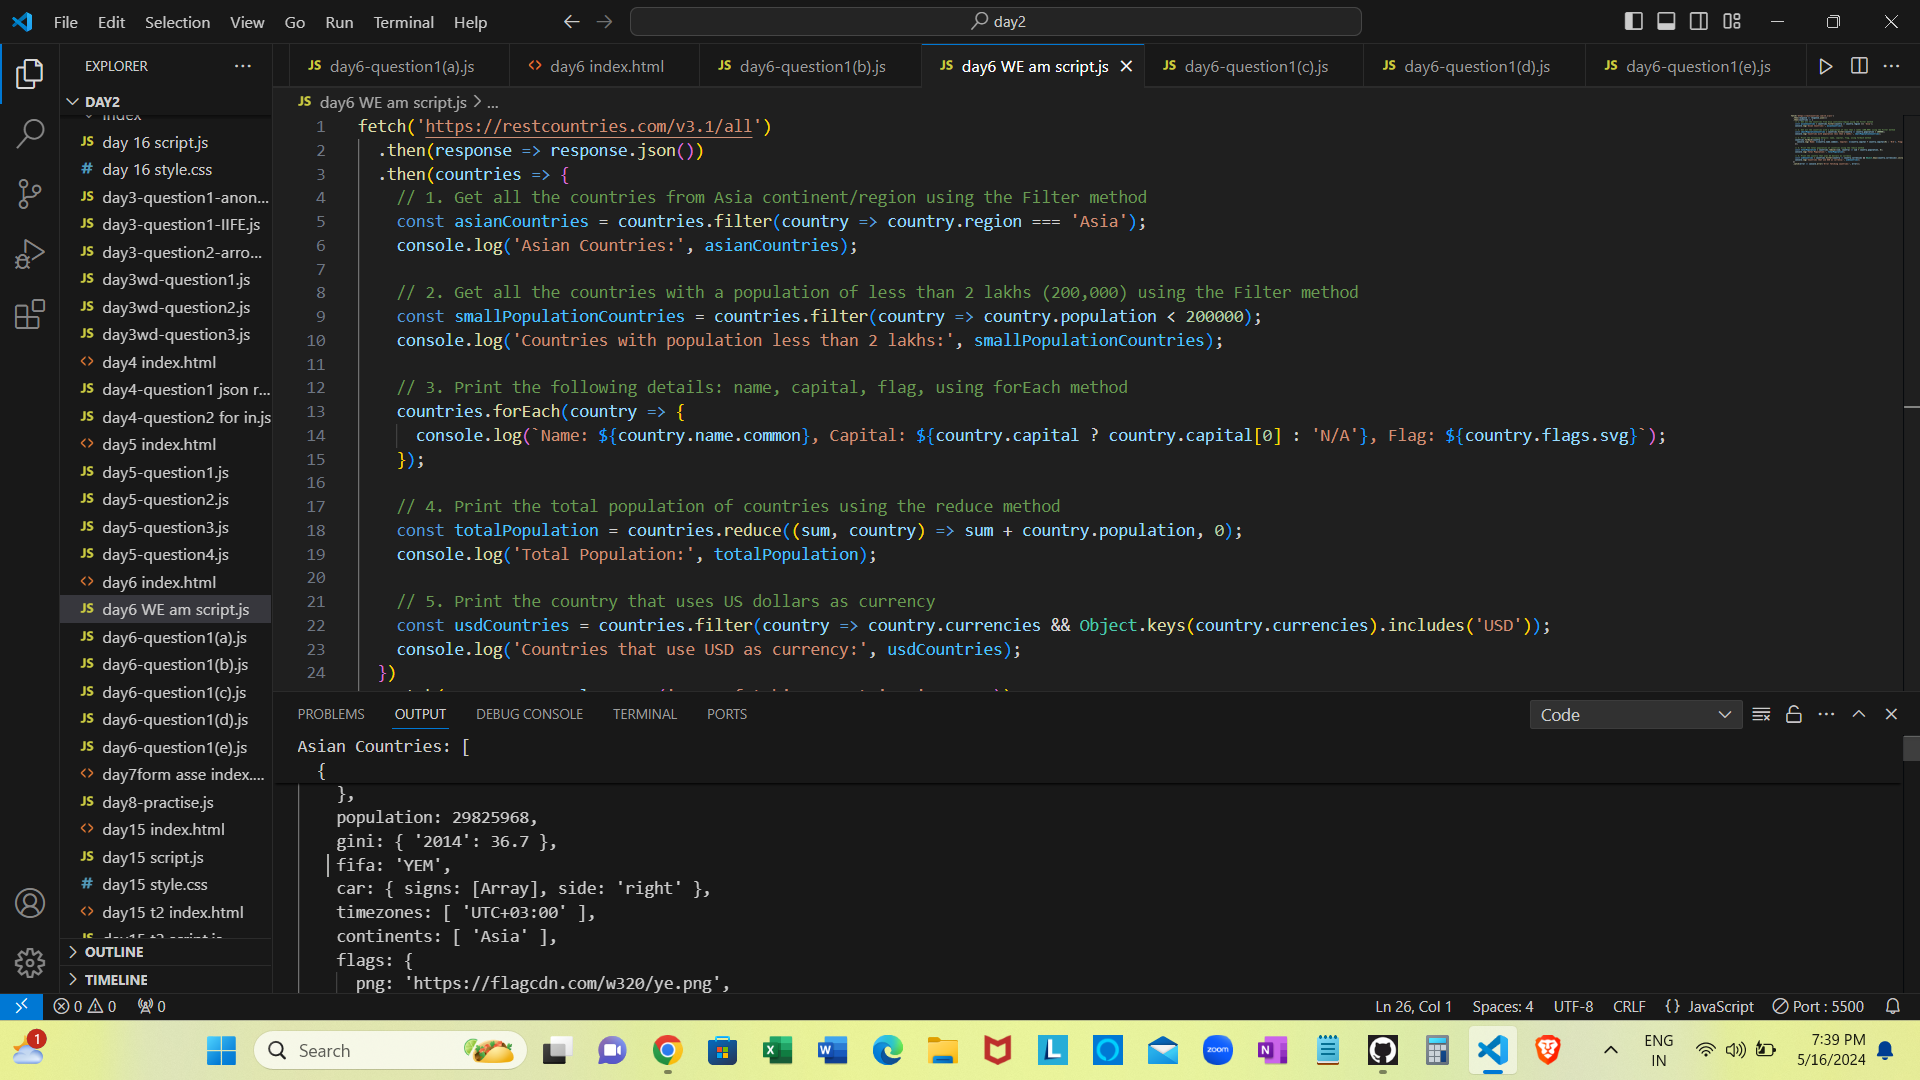 File Edit Selection View Go Run Terminal Help
day2
EXPLORER
JS day6-question1(a).js
<> day6 index.html
JS day6-question1(b).js
JS day6 WE am script.js
JS day6-question1(c).js
JS day6-question1(d).js
JS day6-question1(e).js
DAY2
index
JS day 16 script.js
# day 16 style.css
JS day3-question1-anon...
JS day3-question1-IIFE.js
JS day3-question2-arro...
JS day3wd-question1.js
JS day3wd-question2.js
JS day3wd-question3.js
<> day4 index.html
JS day4-question1 json r...
JS day4-question2 for in.js
<> day5 index.html
JS day5-question1.js
JS day5-question2.js
JS day5-question3.js
JS day5-question4.js
<> day6 index.html
JS day6 WE am script.js
JS day6-question1(a).js
JS day6-question1(b).js
JS day6-question1(c).js
JS day6-question1(d).js
JS day6-question1(e).js
<> day7form asse index....
JS day8-practise.js
<> day15 index.html
JS day15 script.js
# day15 style.css
<> day15 t2 index.html
OUTLINE
TIMELINE
JS day6 WE am script.js > ...
1 fetch('https://restcountries.com/v3.1/all')
2 .then(response => response.json())
3 .then(countries => {
4 // 1. Get all the countries from Asia continent/region using the Filter method
5 const asianCountries = countries.filter(country => country.region === 'Asia');
6 console.log('Asian Countries:', asianCountries);
7
8 // 2. Get all the countries with a population of less than 2 lakhs (200,000) using the Filter method
9 const smallPopulationCountries = countries.filter(country => country.population < 200000);
10 console.log('Countries with population less than 2 lakhs:', smallPopulationCountries);
11
12 // 3. Print the following details: name, capital, flag, using forEach method
13 countries.forEach(country => {
14 console.log(`Name: ${country.name.common}, Capital: ${country.capital ? country.capital[0] : 'N/A'}, Flag: ${country.flags.svg}`);
15 });
16
17 // 4. Print the total population of countries using the reduce method
18 const totalPopulation = countries.reduce((sum, country) => sum + country.population, 0);
19 console.log('Total Population:', totalPopulation);
20
21 // 5. Print the country that uses US dollars as currency
22 const usdCountries = countries.filter(country => country.currencies && Object.keys(country.currencies).includes('USD'));
23 console.log('Countries that use USD as currency:', usdCountries);
24 })
PROBLEMS OUTPUT DEBUG CONSOLE TERMINAL PORTS
Code
Asian Countries: [
{
},
population: 29825968,
gini: { '2014': 36.7 },
fifa: 'YEM',
car: { signs: [Array], side: 'right' },
timezones: [ 'UTC+03:00' ],
continents: [ 'Asia' ],
flags: {
png: 'https://flagcdn.com/w320/ye.png',
0 0 0
Ln 26, Col 1 Spaces: 4 UTF-8 CRLF {} JavaScript Port : 5500
1
Search
zoom
ENG
IN
7:39 PM
5/16/2024